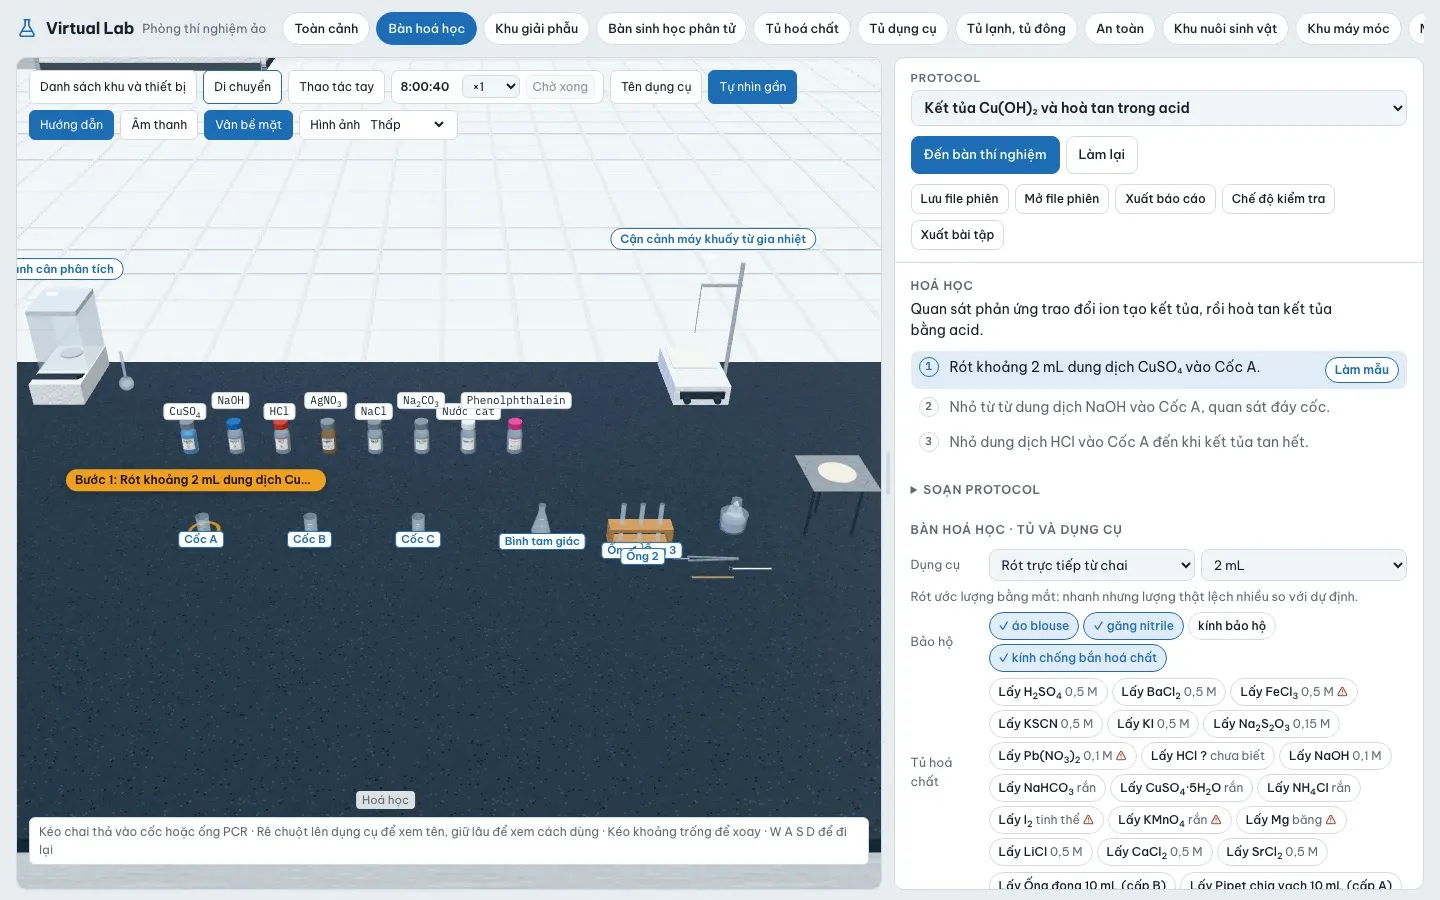 Virtual Lab Phòng thí nghiệm ảo
Toàn cảnh
Bàn hoá học
Khu giải phẫu
Bàn sinh học phân tử
Tủ hoá chất
Tủ dụng cụ
Tủ lạnh, tủ đông
An toàn
Khu nuôi sinh vật
Khu máy móc
Danh sách khu và thiết bị
Di chuyển
Thao tác tay
8:00:40
×1
Chờ xong
Tên dụng cụ
Tự nhìn gần
Hướng dẫn
Âm thanh
Vân bề mặt
Hình ảnh Thấp
Cận cảnh máy khuấy từ gia nhiệt
cân phân tích
CuSO₄
NaOH
HCl
AgNO₃
NaCl
Na₂CO₃
Nước cất
Phenolphthalein
Bước 1: Rót khoảng 2 mL dung dịch Cu...
Cốc A
Cốc B
Cốc C
Bình tam giác
Ống 2
3
Hoá học
Kéo chai thả vào cốc hoặc ống PCR · Rê chuột lên dụng cụ để xem tên, giữ lâu để xem cách dùng · Kéo khoảng trống để xoay · W A S D để đi
lại
PROTOCOL
Kết tủa Cu(OH)₂ và hoà tan trong acid
Đến bàn thí nghiệm
Làm lại
Lưu file phiên
Mở file phiên
Xuất báo cáo
Chế độ kiểm tra
Xuất bài tập
HOÁ HỌC
Quan sát phản ứng trao đổi ion tạo kết tủa, rồi hoà tan kết tủa
bằng acid.
1 Rót khoảng 2 mL dung dịch CuSO₄ vào Cốc A.
Làm mẫu
2 Nhỏ từ từ dung dịch NaOH vào Cốc A, quan sát đáy cốc.
3 Nhỏ dung dịch HCl vào Cốc A đến khi kết tủa tan hết.
SOẠN PROTOCOL
BÀN HOÁ HỌC · TỦ VÀ DỤNG CỤ
Dụng cụ
Rót trực tiếp từ chai
2 mL
Rót ước lượng bằng mắt: nhanh nhưng lượng thật lệch nhiều so với dự định.
Bảo hộ
✓ áo blouse
✓ găng nitrile
kính bảo hộ
✓ kính chống bắn hoá chất
Tủ hoá
chất
Lấy H₂SO₄ 0,5 M
Lấy BaCl₂ 0,5 M
Lấy FeCl₃ 0,5 M ⚠
Lấy KSCN 0,5 M
Lấy KI 0,5 M
Lấy Na₂S₂O₃ 0,15 M
Lấy Pb(NO₃)₂ 0,1 M ⚠
Lấy HCl ? chưa biết
Lấy NaOH 0,1 M
Lấy NaHCO₃ rắn
Lấy CuSO₄·5H₂O rắn
Lấy NH₄Cl rắn
Lấy I₂ tinh thể ⚠
Lấy KMnO₄ rắn ⚠
Lấy Mg băng ⚠
Lấy LiCl 0,5 M
Lấy CaCl₂ 0,5 M
Lấy SrCl₂ 0,5 M
Lấy Ống đong 10 mL (cấp B)
Lấy Pipet chia vạch 10 mL (cấp A)